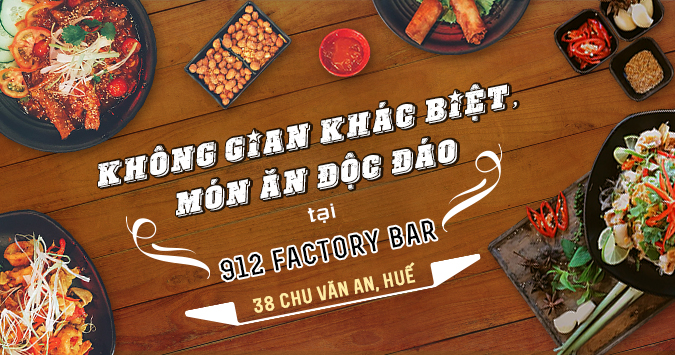 KHÔNG GIAN KHÁC BIỆT,
MÓN ĂN ĐỘC ĐÁO
tại
912 FACTORY BAR
38 CHU VĂN AN, HUẾ